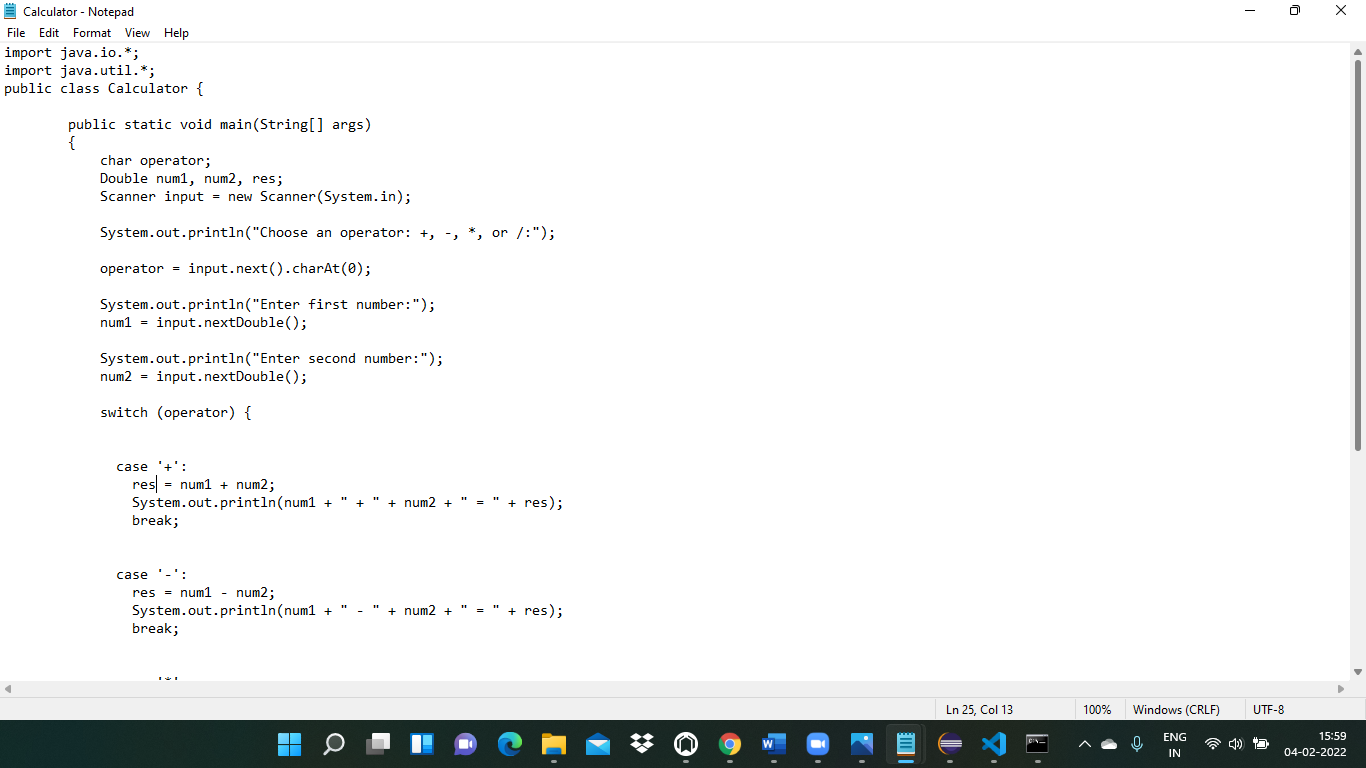 Calculator - Notepad
File Edit Format View Help
import java.io.*;
import java.util.*;
public class Calculator {
public static void main(String[] args)
{
char operator;
Double num1, num2, res;
Scanner input = new Scanner(System.in);
System.out.println("Choose an operator: +, -, *, or /:");
operator = input.next().charAt(0);
System.out.println("Enter first number:");
num1 = input.nextDouble();
System.out.println("Enter second number:");
num2 = input.nextDouble();
switch (operator) {
case '+':
res = num1 + num2;
System.out.println(num1 + " + " + num2 + " = " + res);
break;
case '-':
res = num1 - num2;
System.out.println(num1 + " - " + num2 + " = " + res);
break;
'*'
Ln 25, Col 13 100% Windows (CRLF) UTF-8
ENG
IN
15:59
04-02-2022